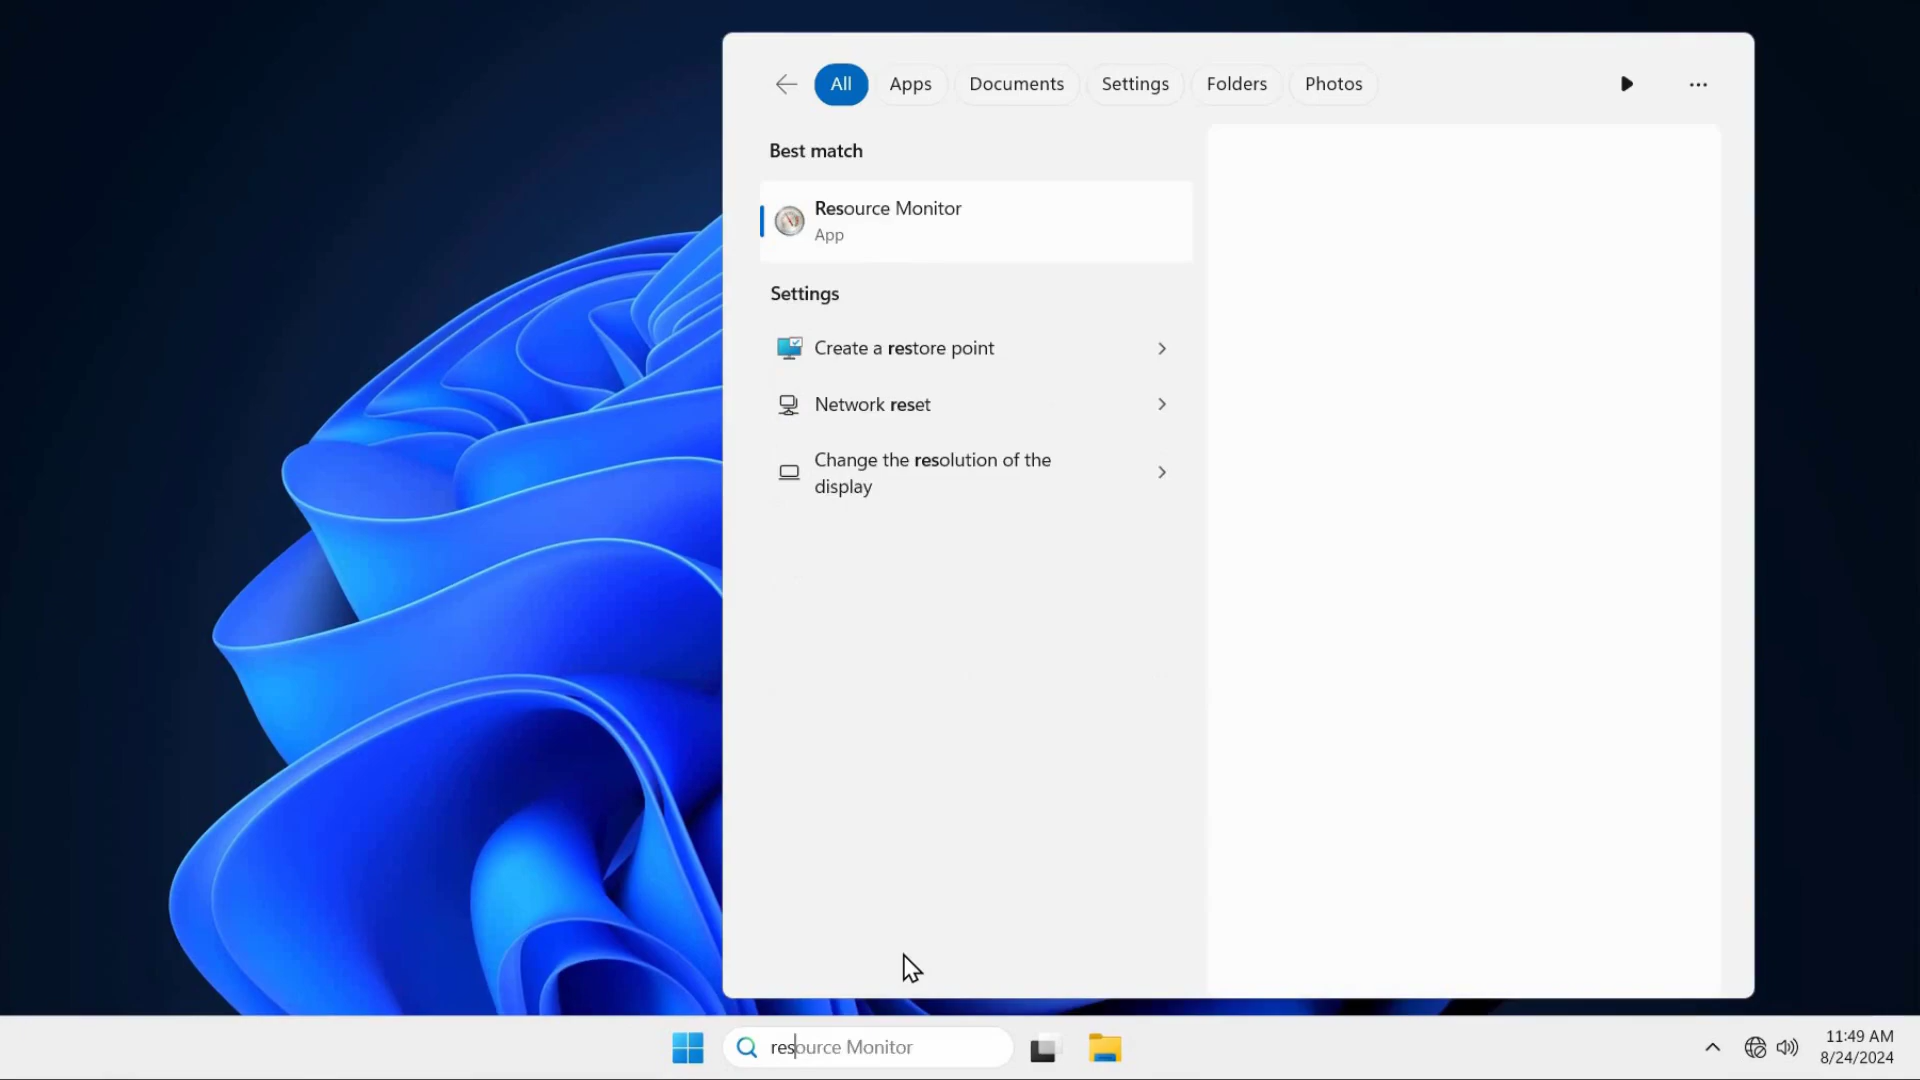 All Apps Documents Settings Folders Photos
Best match
Resource Monitor
App
Settings
Create a restore point
Network reset
Change the resolution of the
display
resource Monitor
11:49 AM
8/24/2024